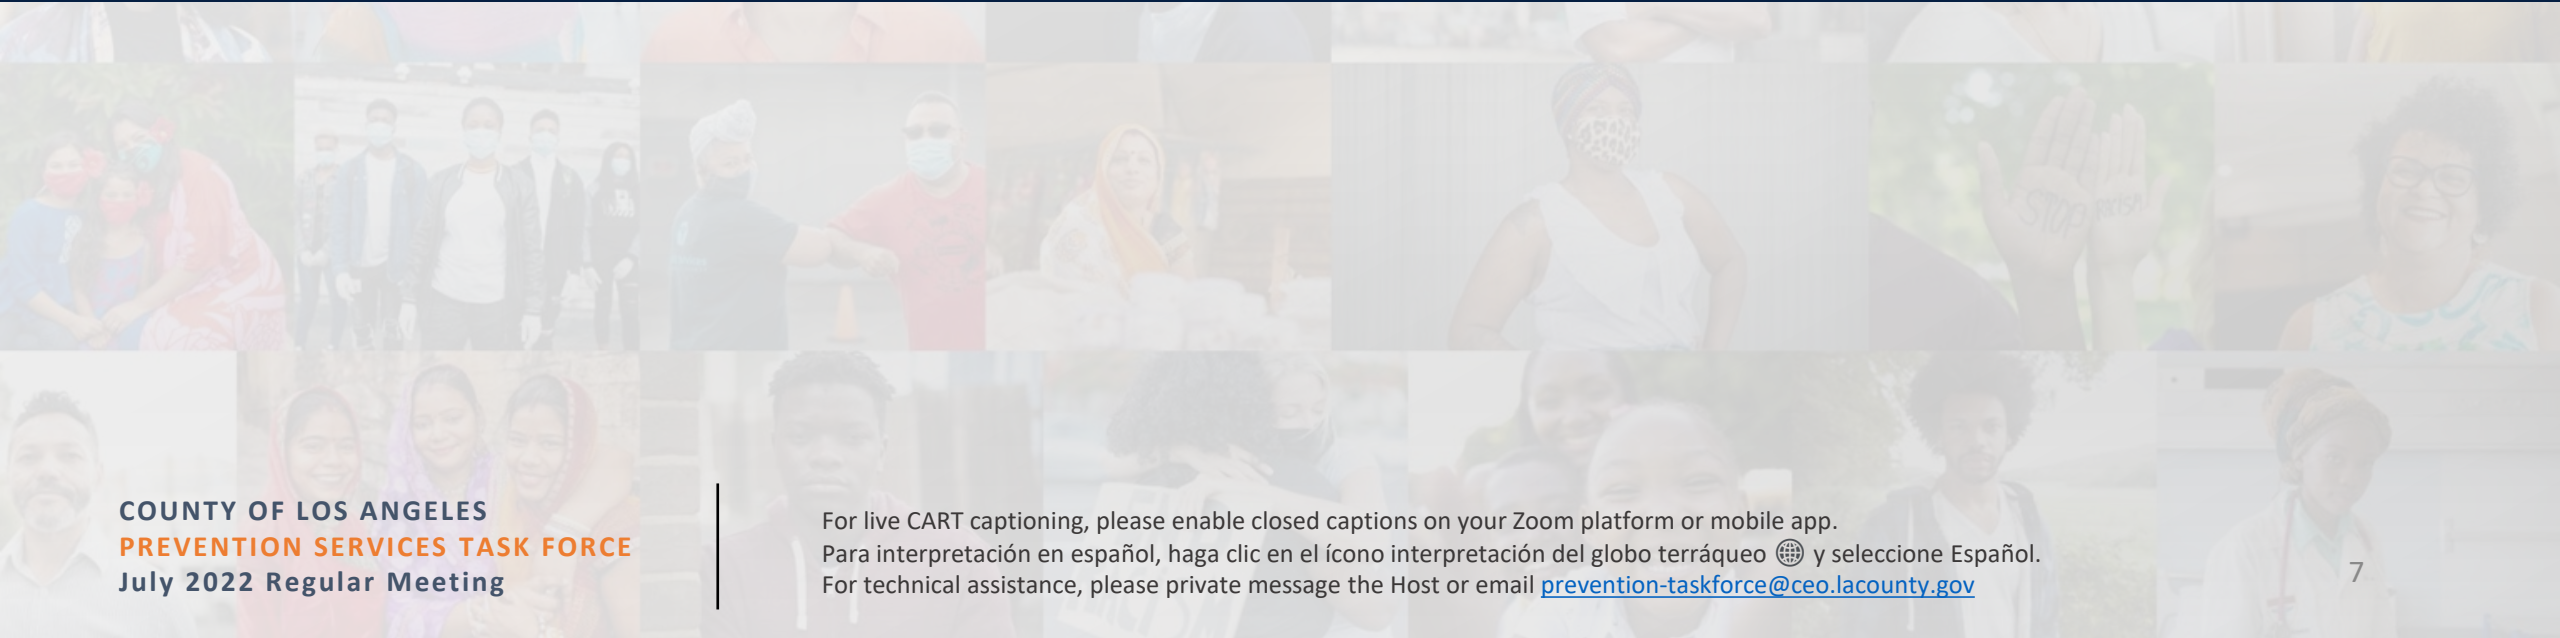 STOP racism
COUNTY OF LOS ANGELES
PREVENTION SERVICES TASK FORCE
July 2022 Regular Meeting
For live CART captioning, please enable closed captions on your Zoom platform or mobile app.
Para interpretación en español, haga clic en el ícono interpretación del globo terráqueo y seleccione Español.
For technical assistance, please private message the Host or email prevention-taskforce@ceo.lacounty.gov
7